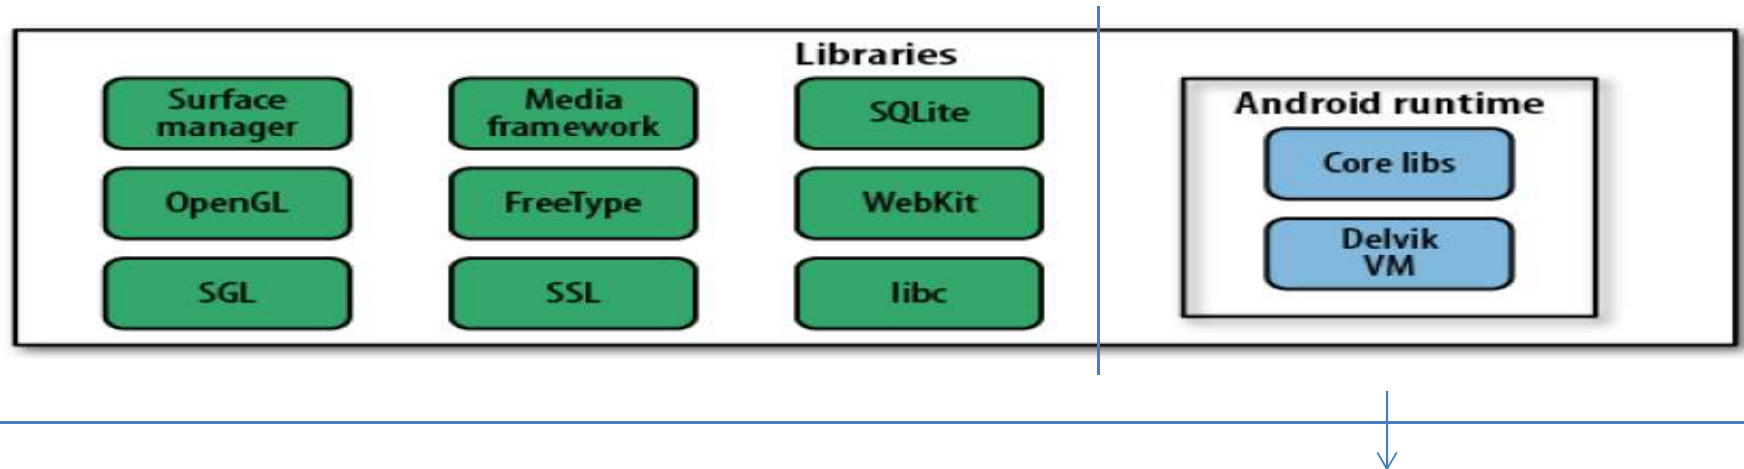 Libraries
Surface
manager
Media
framework
SQLite
OpenGL
FreeType
WebKit
SGL
SSL
libc
Android runtime
Core libs
Delvik
VM